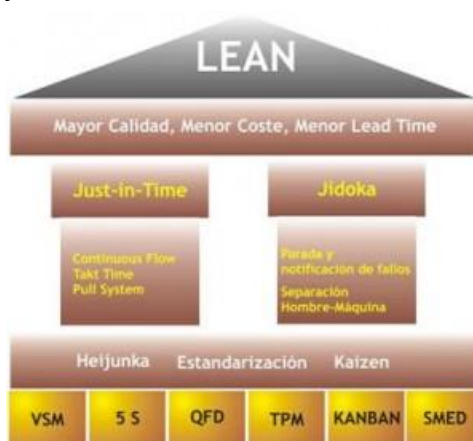 LEAN
Mayor Calidad, Menor Coste, Menor Lead Time
Just-in-Time
Jidoka
Continuous Flow
Takt Time
Pull System
Parada y
notificación de fallos
Separación
Hombre-Máquina
Heijunka Estandarización Kaizen
VSM 5 S QFD TPM KANBAN SMED